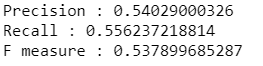 Precision : 0.54029000326
Recall : 0.556237218814
F measure : 0.537899685287